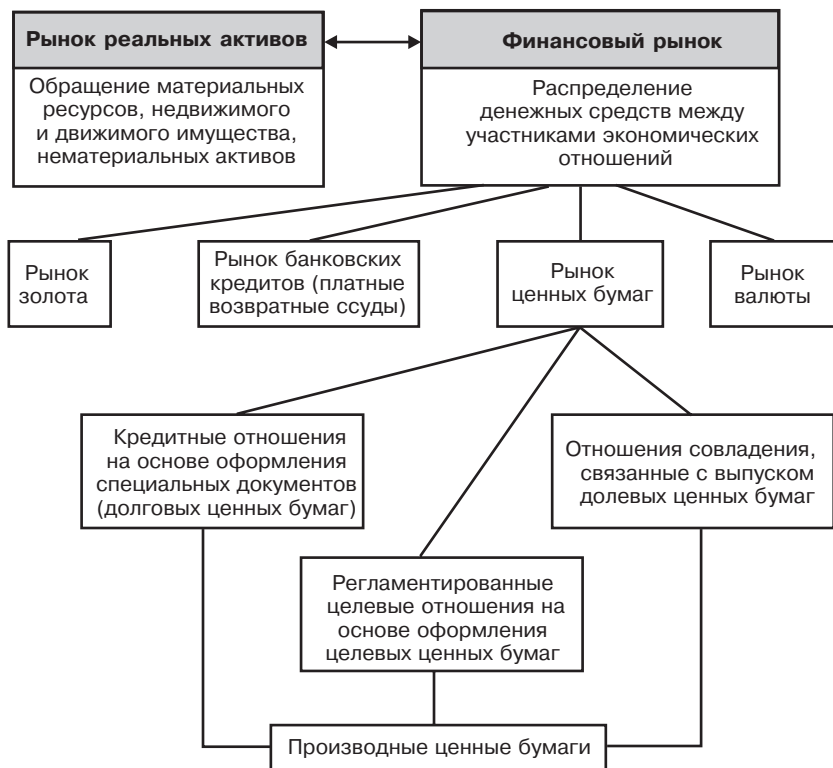 Рынок реальных активов
Обращение материальных
ресурсов, недвижимого
и движимого имущества,
нематериальных активов
Финансовый рынок
Распределение
денежных средств между
участниками экономических
отношений
Рынок
золота
Рынок банковских
кредитов (платные
возвратные ссуды)
Рынок
ценных бумаг
Рынок
валюты
Кредитные отношения
на основе оформления
специальных документов
(долговых ценных бумаг)
Отношения совладения,
связанные с выпуском
долевых ценных бумаг
Регламентированные
целевые отношения на
основе оформления
целевых ценных бумаг
Производные ценные бумаги